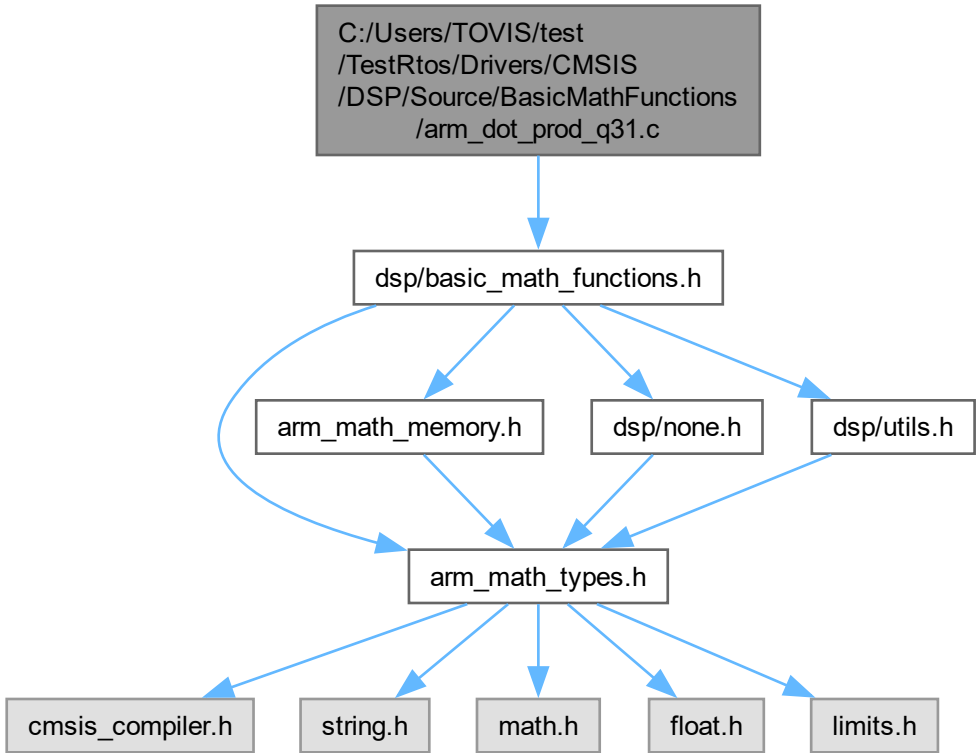 C:/Users/TOVIS/test
/TestRtos/Drivers/CMSIS
/DSP/Source/BasicMathFunctions
/arm_dot_prod_q31.c
dsp/basic_math_functions.h
arm_math_memory.h
dsp/none.h
dsp/utils.h
arm_math_types.h
cmsis_compiler.h
string.h
math.h
float.h
limits.h